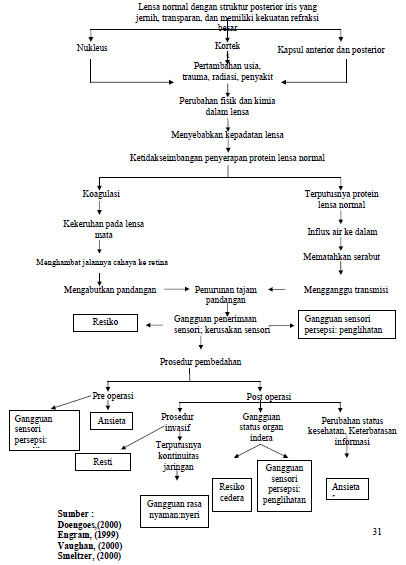 Lensa normal dengan struktur posterior iris yang
jernih, transparan, dan memiliki kekuatan refraksi
besar
Nukleus
Kortek
s
Kapsul anterior dan posterior
Pertambahan usia,
trauma, radiasi, penyakit
Perubahan fisik dan kimia
dalam lensa
Menyebabkan kepadatan lensa
Ketidakseimbangan penyerapan protein lensa normal
Koagulasi
Terputusnya protein
lensa normal
Kekeruhan pada lensa
mata
Influx air ke dalam
Menghambat jalannya cahaya ke retina
Mematahkan serabut
Mengabutkan pandangan
Penurunan tajam
pandangan
Mengganggu transmisi
Resiko
Gangguan penerimaan
sensori; kerusakan sensori
Gangguan sensori
persepsi: penglihatan
Prosedur pembedahan
Pre operasi
Post operasi
Gangguan
sensori
persepsi:
Ansieta
Prosedur
invasif
Gangguan
status organ
indera
Perubahan status
kesehatan, Keterbatasan
informasi
Resti
Terputusnya
kontinuitas
jaringan
Resiko
cedera
Gangguan
sensori
persepsi:
penglihatan
Ansieta
Gangguan rasa
nyaman:nyeri
Sumber :
Doengoes,(2000)
Engram, (1999)
Vaughan, (2000)
Smeltzer, (2000)
31